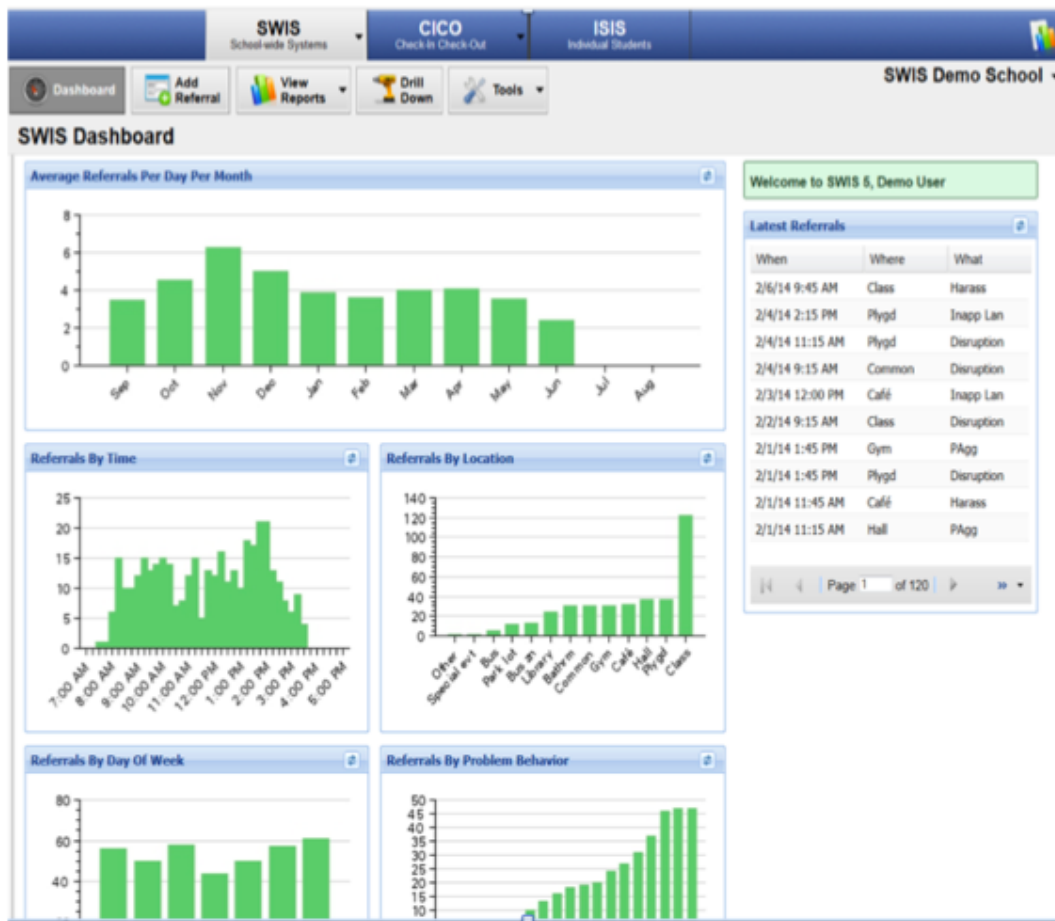 SWIS
School-wide Systems
CICO
Check-In Check-Out
ISIS
Individual Students
Dashboard
Add Referral
View Reports
Drill Down
Tools
SWIS Demo School
SWIS Dashboard
Average Referrals Per Day Per Month
8
6
4
2
0
Sep Oct Nov Dec Jan Feb Mar Apr May Jun Jul Aug
Referrals By Time
25
20
15
10
5
0
7:00 AM 8:00 AM 9:00 AM 10:00 AM 11:00 AM 12:00 PM 1:00 PM 2:00 PM 3:00 PM 4:00 PM 5:00 PM
Referrals By Location
140
120
100
80
60
40
20
0
Other Special evt Bus Park lot Bus zn Library Bathrm Common Gym Café Hall Plygd Class
Referrals By Day Of Week
80
60
40
Referrals By Problem Behavior
50
45
40
35
30
25
20
15
10
Welcome to SWIS 5, Demo User
Latest Referrals
When Where What
2/6/14 9:45 AM Class Harass
2/4/14 2:15 PM Plygd Inapp Lan
2/4/14 11:15 AM Plygd Disruption
2/4/14 9:15 AM Common Disruption
2/3/14 12:00 PM Café Inapp Lan
2/2/14 9:15 AM Class Disruption
2/1/14 1:45 PM Gym PAgg
2/1/14 1:45 PM Plygd Disruption
2/1/14 11:45 AM Café Harass
2/1/14 11:15 AM Hall PAgg
Page 1 of 120